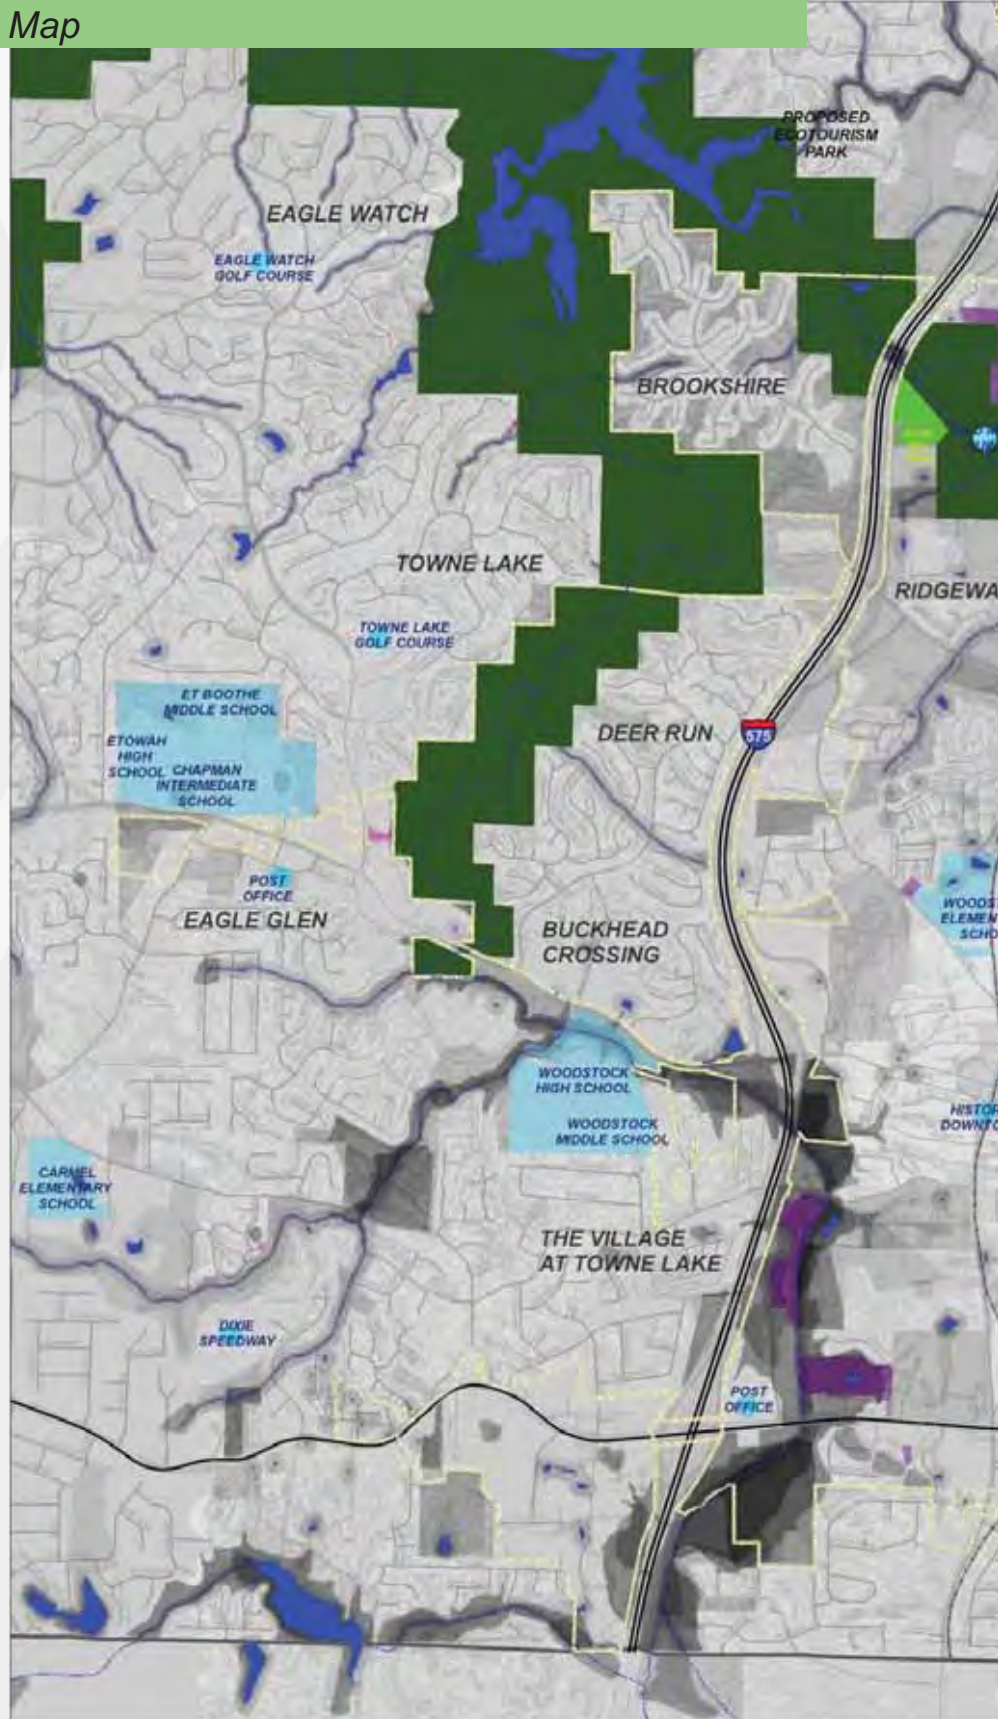 Map
PROPOSED
ECOTOURISM
PARK
EAGLE WATCH
EAGLE WATCH
GOLF COURSE
BROOKSHIRE
TOWNE LAKE
RIDGEWA
TOWNE LAKE
GOLF COURSE
ET BOOTHE
MIDDLE SCHOOL
ETOWAH
HIGH
SCHOOL
CHAPMAN
INTERMEDIATE
SCHOOL
DEER RUN
575
POST
OFFICE
EAGLE GLEN
WOODS
ELEMEN
SCHO
BUCKHEAD
CROSSING
WOODSTOCK
HIGH SCHOOL
WOODSTOCK
MIDDLE SCHOOL
HISTOR
DOWNTO
CARMEL
ELEMENTARY
SCHOOL
THE VILLAGE
AT TOWNE LAKE
DIXIE
SPEEDWAY
POST
OFFICE